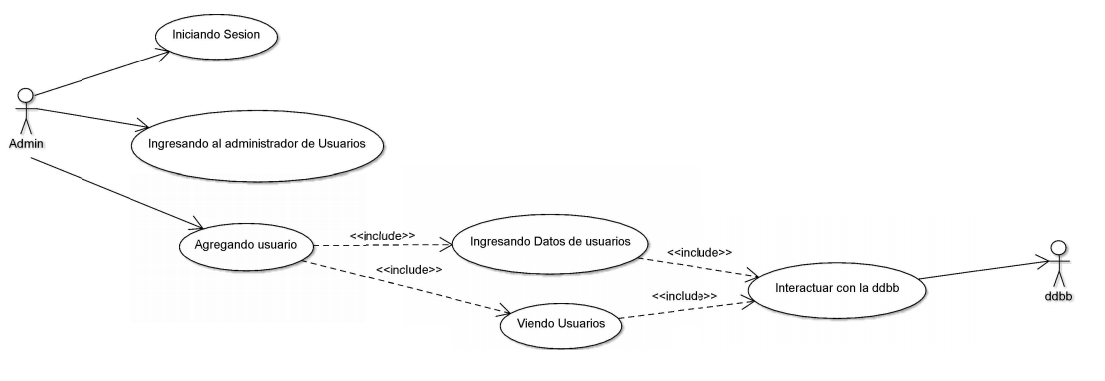 Iniciando Sesion
Admin
Ingresando al administrador de Usuarios
Agregando usuario
<<include>>
Ingresando Datos de usuarios
<<include>>
<<include>>
Viendo Usuarios
<<include>>
Interactuar con la ddbb
ddbb